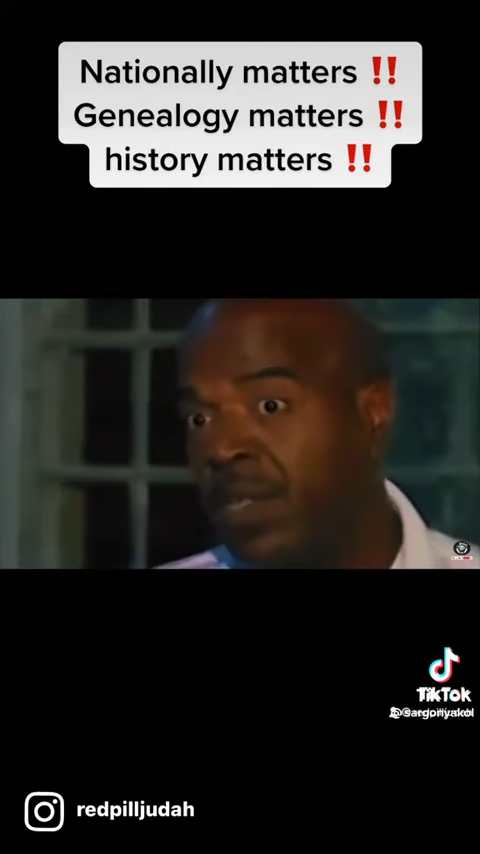 Nationally matters ‼️
Genealogy matters ‼️
history matters ‼️
TikTok
redpilljudah